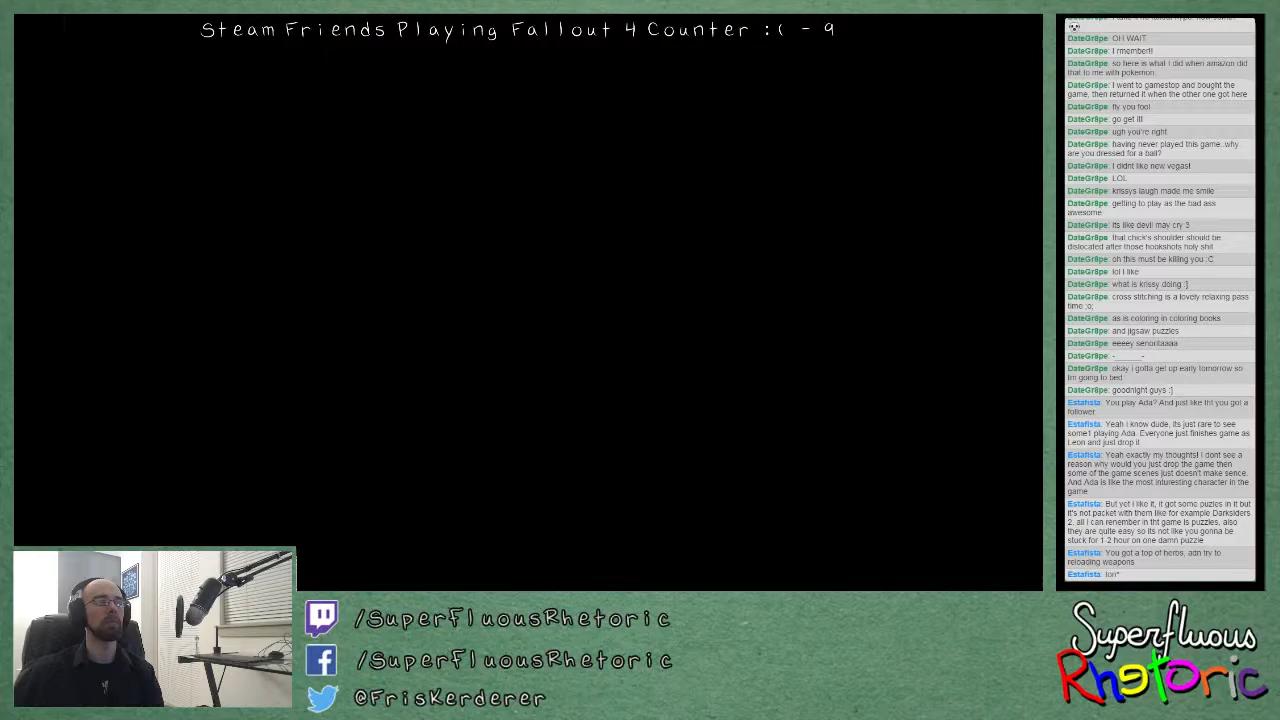 Steam Friends Playing Fallout 4 Counter :( - 9
DateGr8pe: OH WAIT
DateGr8pe: I rmember!!
DateGr8pe: so here is what I did when amazon did
that to me with pokemon.
DateGr8pe: I went to gamestop and bought the
game, then returned it when the other one got here
DateGr8pe: fly you fool
DateGr8pe: go get it!
DateGr8pe: ugh you're right
DateGr8pe: having never played this game..why
are you dressed for a ball?
DateGr8pe: I didnt like new vegas!
DateGr8pe: LOL
DateGr8pe: krissys laugh made me smile
DateGr8pe: getting to play as the bad ass
awesome
DateGr8pe: its like devil may cry 3
DateGr8pe: that chick's shoulder should be
dislocated after those hookshots holy shit
DateGr8pe: oh this must be killing you :C
DateGr8pe: lol I like
DateGr8pe: what is krissy doing :]
DateGr8pe: cross stitching is a lovely relaxing pass
time ;o;
DateGr8pe: as is coloring in coloring books
DateGr8pe: and jigsaw puzzles
DateGr8pe: eeeey senoritaaaa
DateGr8pe: -______-
DateGr8pe: okay i gotta get up early tomorrow so
Im going to bed
DateGr8pe: goodnight guys :]
Estafista: You play Ada? And just like tht you got a
follower
Estafista: Yeah i know dude, its just rare to see
some1 playing Ada. Everyone just finishes game as
Leon and just drop it
Estafista: Yeah exactly my thoughts! I dont see a
reason why would you just drop the game then
some of the game scenes just doesn't make sence.
And Ada is like the most inturesting character in the
game
Estafista: But yet I like it, it got some puzles in it but
it's not packet with them like for example Darksiders
2, all i can renember in tht game is puzzles, also
they are quite easy so its not like you gonna be
stuck for 1-2 hour on one damn puzzle
Estafista: You got a top of herbs, adn try to
reloading weapons
Estafista: ton*
/SuperFluousRhetoric
/SuperFluousRhetoric
@FrisKerderer
Superfluous
Rhetoric